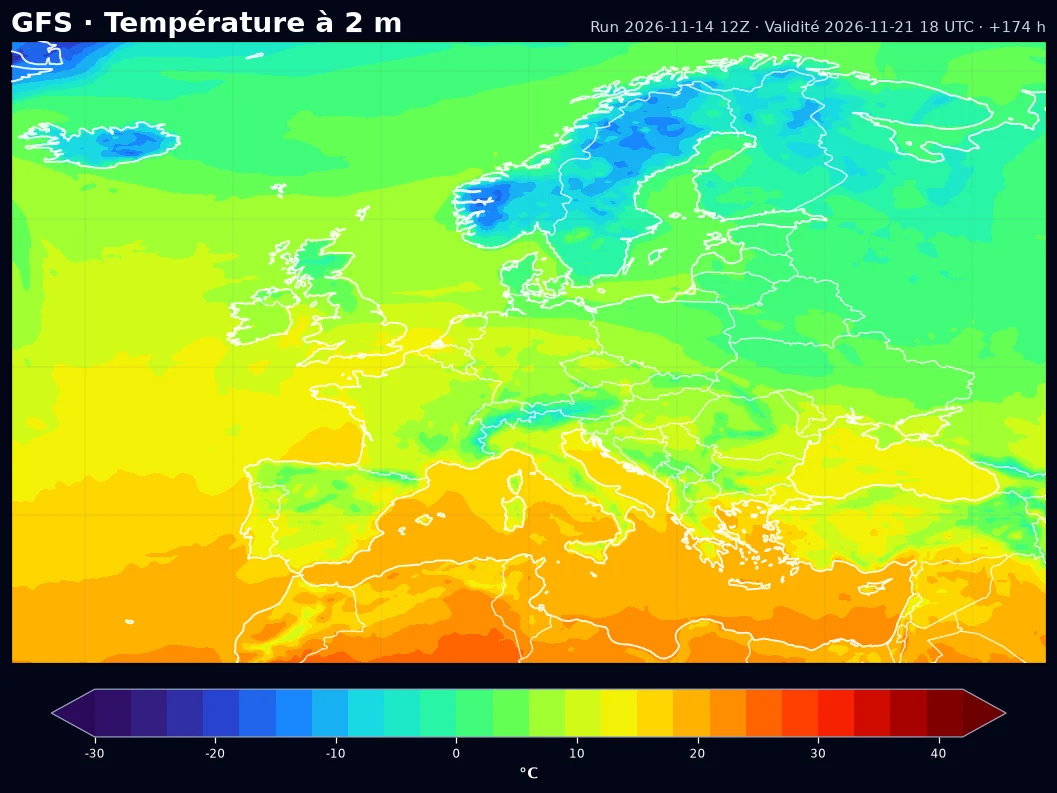 GFS · Température à 2 m
Run 2026-11-14 12Z · Validité 2026-11-21 18 UTC · +174 h
-30 -20 -10 0 10 20 30 40
°C